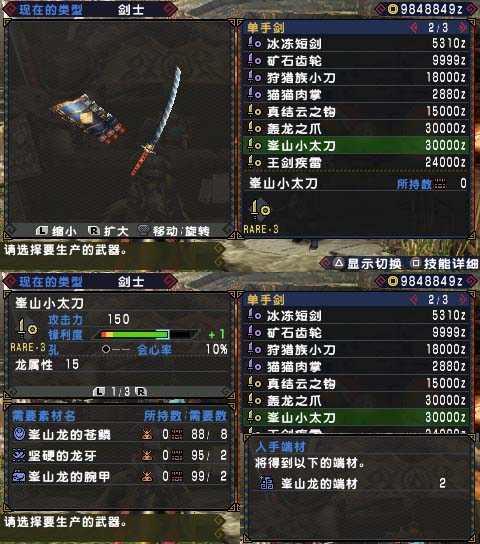 现在的类型 剑士
9848849z
单手剑 2/3
冰冻短剑 5310z
矿石齿轮 9999z
狩猎族小刀 18000z
猫猫肉掌 2880z
真结云之钩 15000z
轰龙之爪 30000z
峯山小太刀 30000z
王剑疾雷 24000z
峯山小太刀 所持数 0
RARE-3
L 缩小 R 扩大 移动/旋转
请选择要生产的武器。
△显示切换 □技能详细
现在的类型 剑士
9848849z
峯山小太刀
攻击力 150
RARE-3
锋利度 +1
孔 ●-- 会心率 10%
龙属性 15
L 1/3 R
单手剑 2/3
冰冻短剑 5310z
矿石齿轮 9999z
狩猎族小刀 18000z
猫猫肉掌 2880z
真结云之钩 15000z
轰龙之爪 30000z
峯山小太刀 30000z
王剑疾雷 24000z
需要素材名 所持数/需要数
峯山龙的苍鳞 0 88/ 8
坚硬的龙牙 0 95/ 2
峯山龙的腕甲 0 99/ 2
入手端材
将得到以下的端材。
峯山龙的端材 2
请选择要生产的武器。